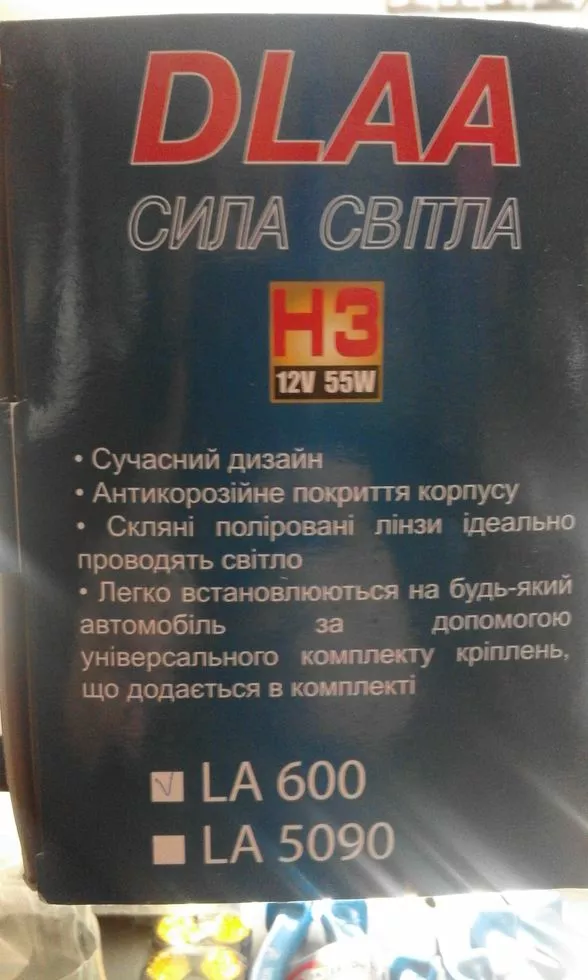 DLAA
СИЛА СВІТЛА
H3
12V 55W
• Сучасний дизайн
• Антикорозійне покриття корпусу
• Скляні поліровані лінзи ідеально
проводять світло
• Легко встановлюються на будь-який
автомобіль за допомогою
універсального комплекту кріплень,
що додається в комплекті
LA 600
LA 5090